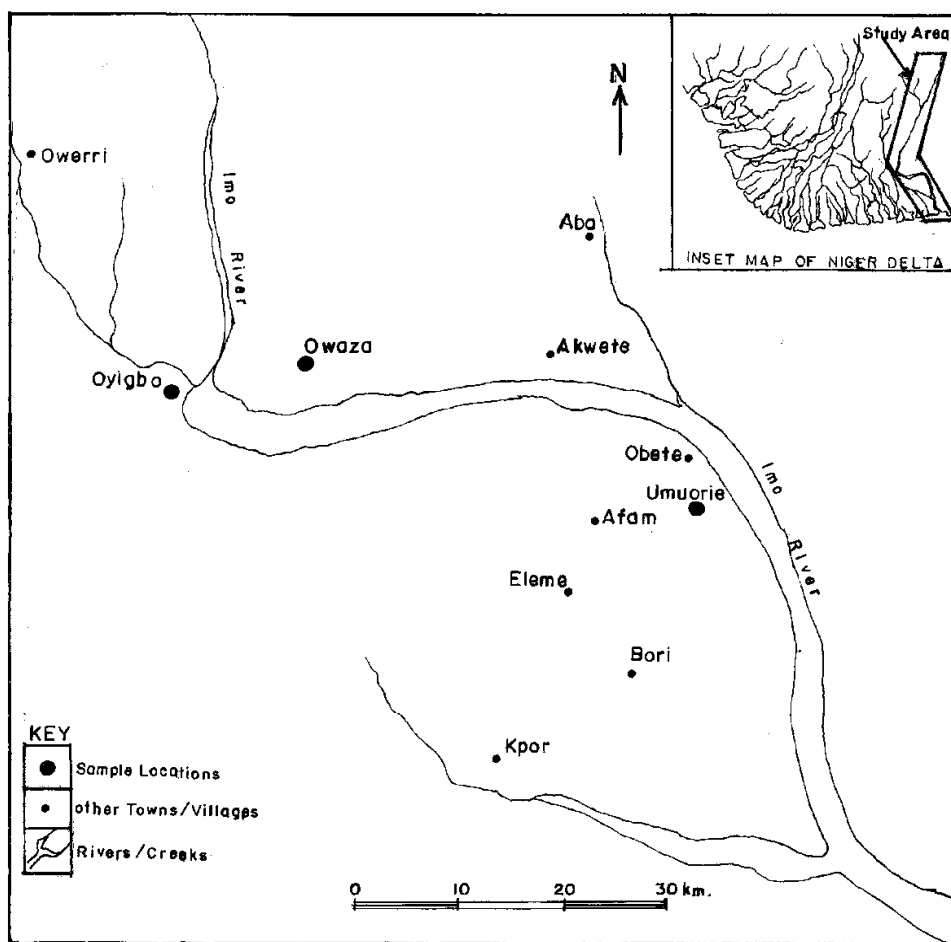 Study Area
INSET MAP OF NIGER DELTA
N
Owerri
Imo
River
Aba
Owaza
Akwete
Oyigbo
Obete
Imo
River
Umuorie
Afam
Eleme
Bori
Kpor
KEY
Sample Locations
other Towns/Villages
Rivers/Creeks
0 10 20 30 km.